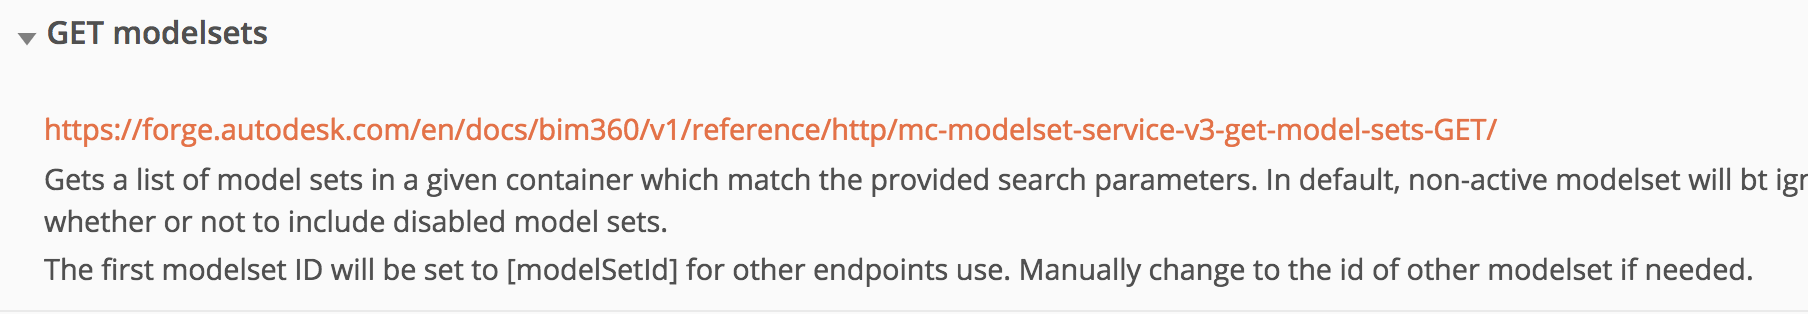 GET modelsets
https://forge.autodesk.com/en/docs/bim360/v1/reference/http/mc-modelset-service-v3-get-model-sets-GET/
Gets a list of model sets in a given container which match the provided search parameters. In default, non-active modelset will bt
whether or not to include disabled model sets.
The first modelset ID will be set to [modelSetId] for other endpoints use. Manually change to the id of other modelset if needed.